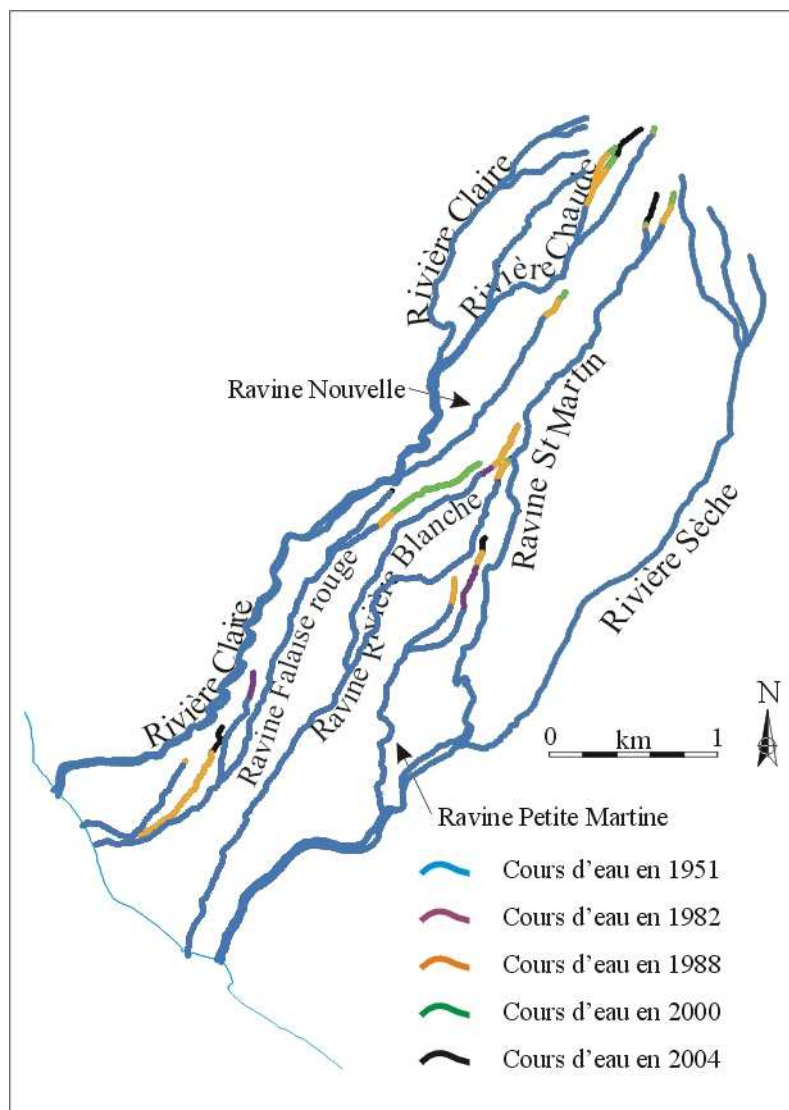 Rivière Claire
Rivière Chaude
Ravine Nouvelle
Ravine St Martin
Rivière Sèche
Ravine Rivière Blanche
Ravine Falaise rouge
Rivière Claire
N
0 km 1
Ravine Petite Martine
Cours d'eau en 1951
Cours d'eau en 1982
Cours d'eau en 1988
Cours d'eau en 2000
Cours d'eau en 2004